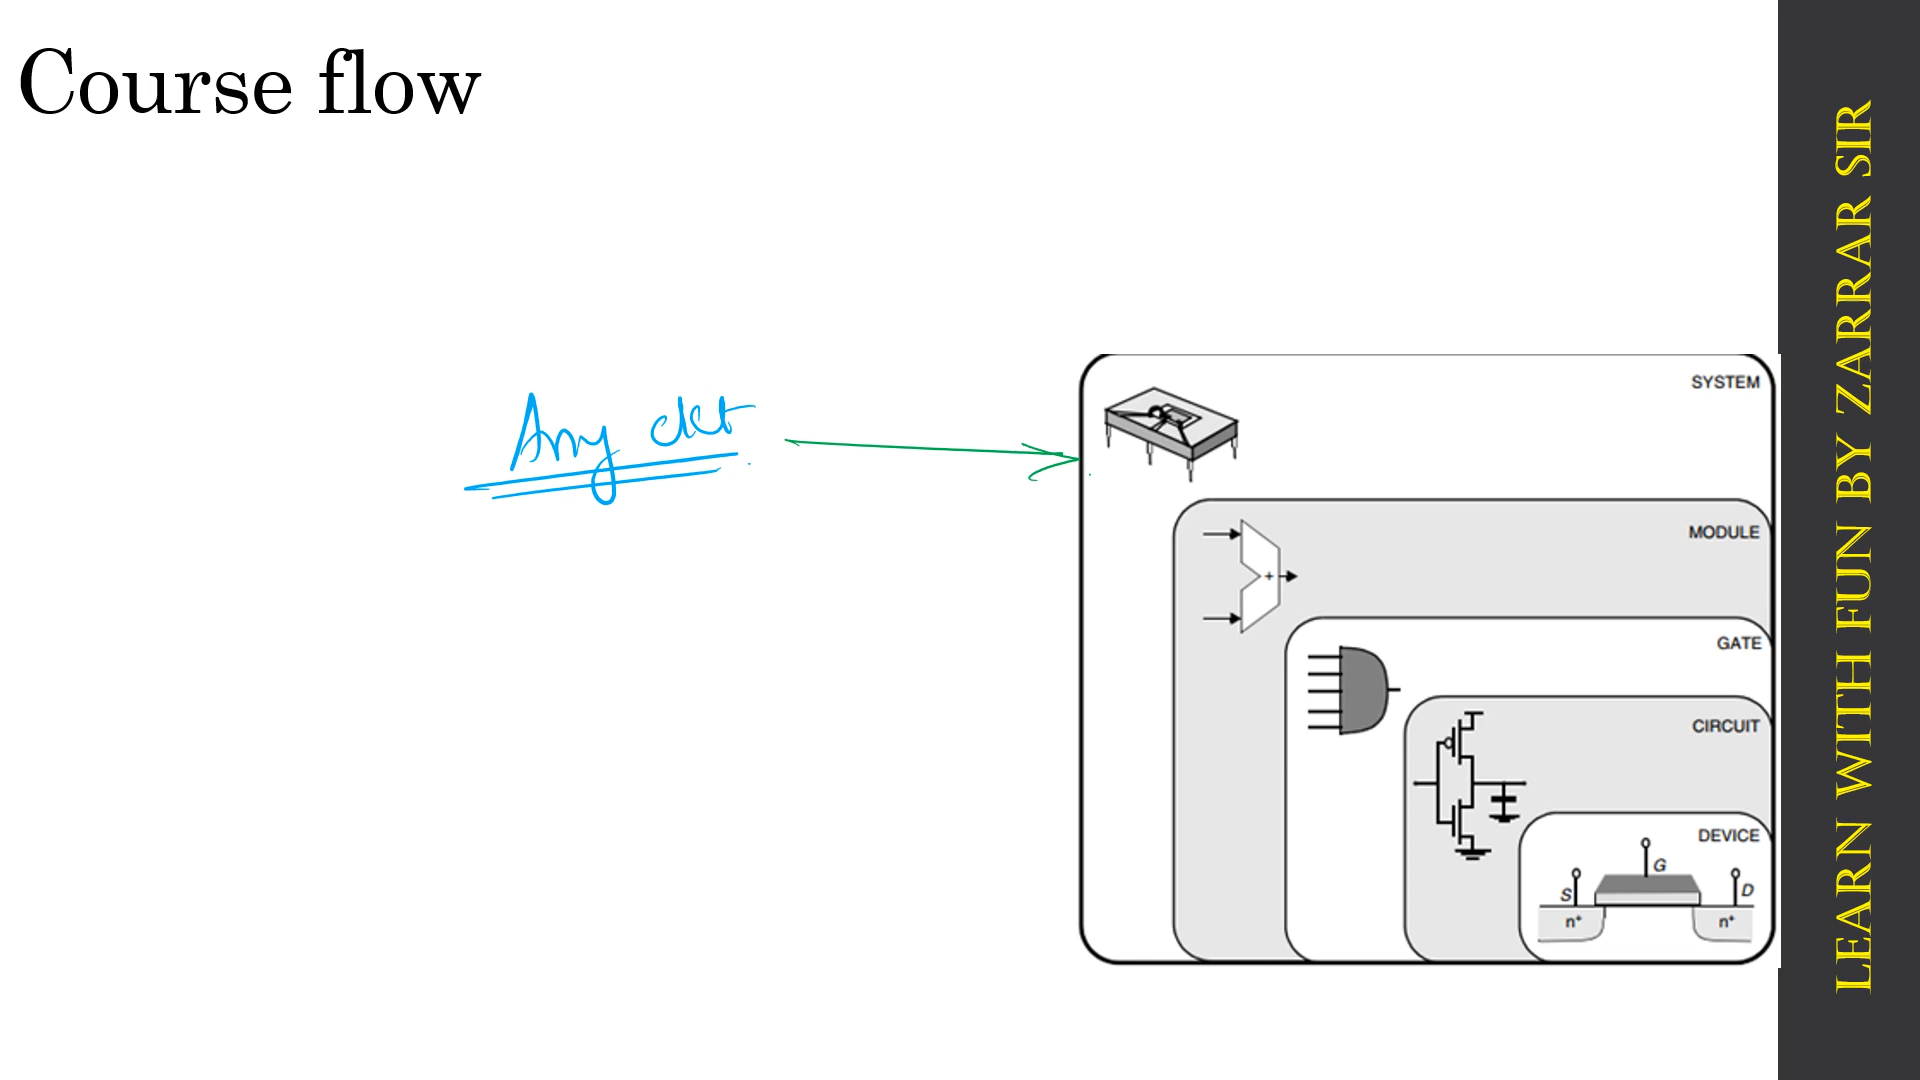 Course flow
Any ckt
SYSTEM
MODULE
+
GATE
CIRCUIT
DEVICE
G
S
D
n⁺
n⁺
LEARN WITH FUN BY ZARRAR SIR